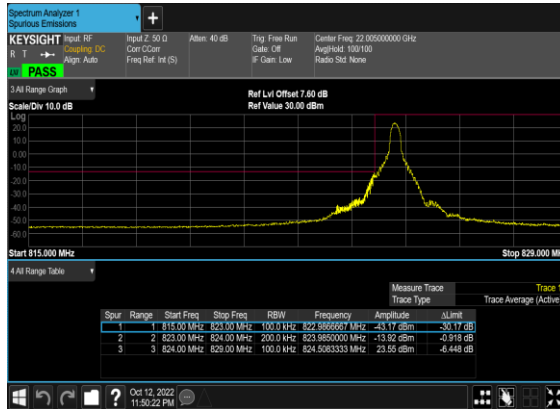 Spectrum Analyzer 1
Spurious Emissions
KEYSIGHT Input: RF Input Z: 50 Ω Atten: 40 dB Trig: Free Run Center Freq: 22.005000000 GHz
R T Coupling: DC Corr CCorr Gate: Off Avg|Hold: 100/100
Align: Auto Freq Ref: Int (S) IF Gain: Low Radio Std: None
PASS
3 All Range Graph Ref Lvl Offset 7.60 dB
Scale/Div 10.0 dB Ref Value 30.00 dBm
Log
20.0
10.0
0.00
-10.0
-20.0
-30.0
-40.0
-50.0
-60.0
Start 815.000 MHz Stop 829.000 M
4 All Range Table
Measure Trace Trace 1
Trace Type Trace Average (Active
Spur Range Start Freq Stop Freq RBW Frequency Amplitude ΔLimit
1 1 815.00 MHz 823.00 MHz 100.0 kHz 822.9866667 MHz -43.17 dBm -30.17 dB
2 2 823.00 MHz 824.00 MHz 200.0 kHz 823.9850000 MHz -13.92 dBm -0.918 dB
3 3 824.00 MHz 829.00 MHz 100.0 kHz 824.5083333 MHz 23.55 dBm -6.448 dB
? Oct 12, 2022
11:50:22 PM